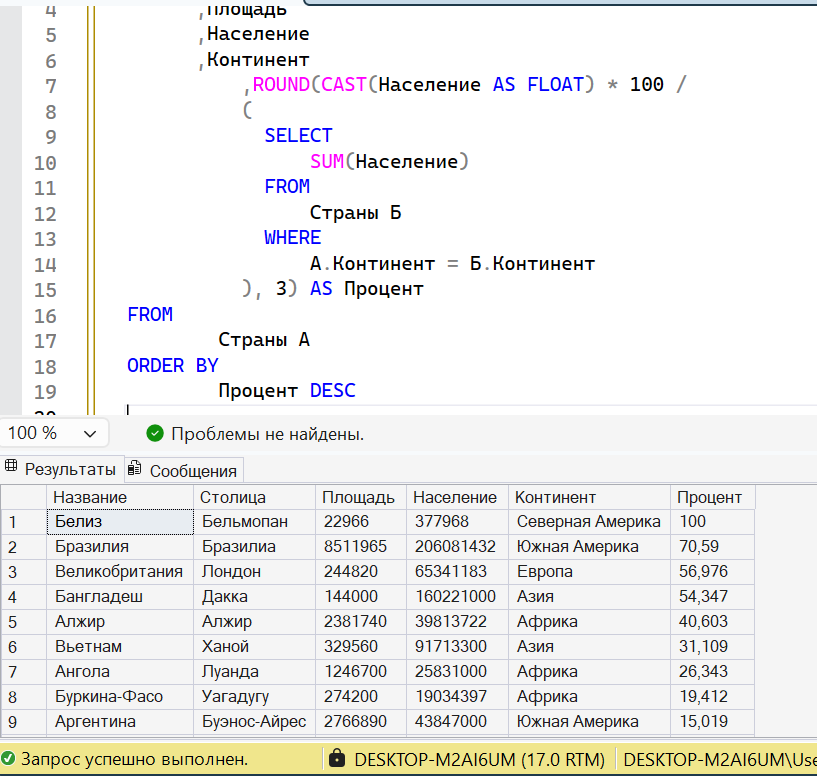 4 ,Площадь
5 ,Население
6 ,Континент
7 ,ROUND(CAST(Население AS FLOAT) * 100 /
8 (
9 SELECT
10 SUM(Население)
11 FROM
12 Страны Б
13 WHERE
14 А.Континент = Б.Континент
15 ), 3) AS Процент
16 FROM
17 Страны А
18 ORDER BY
19 Процент DESC
20
100 % Проблемы не найдены.
Результаты Сообщения
Название Столица Площадь Население Континент Процент
1 Белиз Бельмопан 22966 377968 Северная Америка 100
2 Бразилия Бразилиа 8511965 206081432 Южная Америка 70,59
3 Великобритания Лондон 244820 65341183 Европа 56,976
4 Бангладеш Дакка 144000 160221000 Азия 54,347
5 Алжир Алжир 2381740 39813722 Африка 40,603
6 Вьетнам Ханой 329560 91713300 Азия 31,109
7 Ангола Луанда 1246700 25831000 Африка 26,343
8 Буркина-Фасо Уагадугу 274200 19034397 Африка 19,412
9 Аргентина Буэнос-Айрес 2766890 43847000 Южная Америка 15,019
Запрос успешно выполнен. DESKTOP-M2AI6UM (17.0 RTM) DESKTOP-M2AI6UM\Use